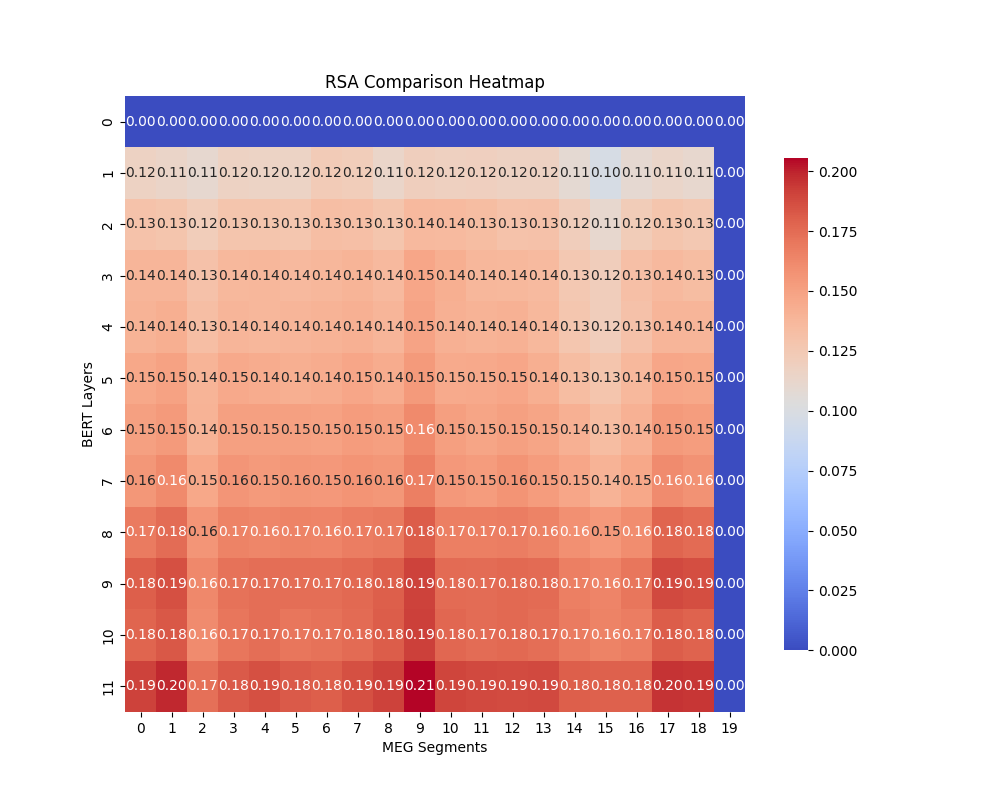 RSA Comparison Heatmap
0 0.00 0.00 0.00 0.00 0.00 0.00 0.00 0.00 0.00 0.00 0.00 0.00 0.00 0.00 0.00 0.00 0.00 0.00 0.00 0.00
1 0.12 0.11 0.11 0.12 0.12 0.12 0.12 0.12 0.11 0.12 0.12 0.12 0.12 0.12 0.11 0.10 0.11 0.11 0.11 0.00
2 0.13 0.13 0.12 0.13 0.13 0.13 0.13 0.13 0.13 0.14 0.14 0.13 0.13 0.13 0.12 0.11 0.12 0.13 0.13 0.00
3 0.14 0.14 0.13 0.14 0.14 0.14 0.14 0.14 0.14 0.15 0.14 0.14 0.14 0.14 0.13 0.12 0.13 0.14 0.13 0.00
4 0.14 0.14 0.13 0.14 0.14 0.14 0.14 0.14 0.14 0.15 0.14 0.14 0.14 0.14 0.13 0.12 0.13 0.14 0.14 0.00
5 0.15 0.15 0.14 0.15 0.14 0.14 0.14 0.15 0.14 0.15 0.15 0.15 0.15 0.14 0.13 0.13 0.14 0.15 0.15 0.00
6 0.15 0.15 0.14 0.15 0.15 0.15 0.15 0.15 0.15 0.16 0.15 0.15 0.15 0.15 0.14 0.13 0.14 0.15 0.15 0.00
7 0.16 0.16 0.15 0.16 0.15 0.16 0.15 0.16 0.16 0.17 0.15 0.15 0.16 0.15 0.15 0.14 0.15 0.16 0.16 0.00
8 0.17 0.18 0.16 0.17 0.16 0.17 0.16 0.17 0.17 0.18 0.17 0.17 0.17 0.16 0.16 0.15 0.16 0.18 0.18 0.00
9 0.18 0.19 0.16 0.17 0.17 0.17 0.17 0.18 0.18 0.19 0.18 0.17 0.18 0.18 0.17 0.16 0.17 0.19 0.19 0.00
10 0.18 0.18 0.16 0.17 0.17 0.17 0.17 0.18 0.18 0.19 0.18 0.17 0.18 0.17 0.17 0.16 0.17 0.18 0.18 0.00
11 0.19 0.20 0.17 0.18 0.19 0.18 0.18 0.19 0.19 0.21 0.19 0.19 0.19 0.19 0.18 0.18 0.18 0.20 0.19 0.00
0 1 2 3 4 5 6 7 8 9 10 11 12 13 14 15 16 17 18 19
MEG Segments
BERT Layers
0.200
0.175
0.150
0.125
0.100
0.075
0.050
0.025
0.000